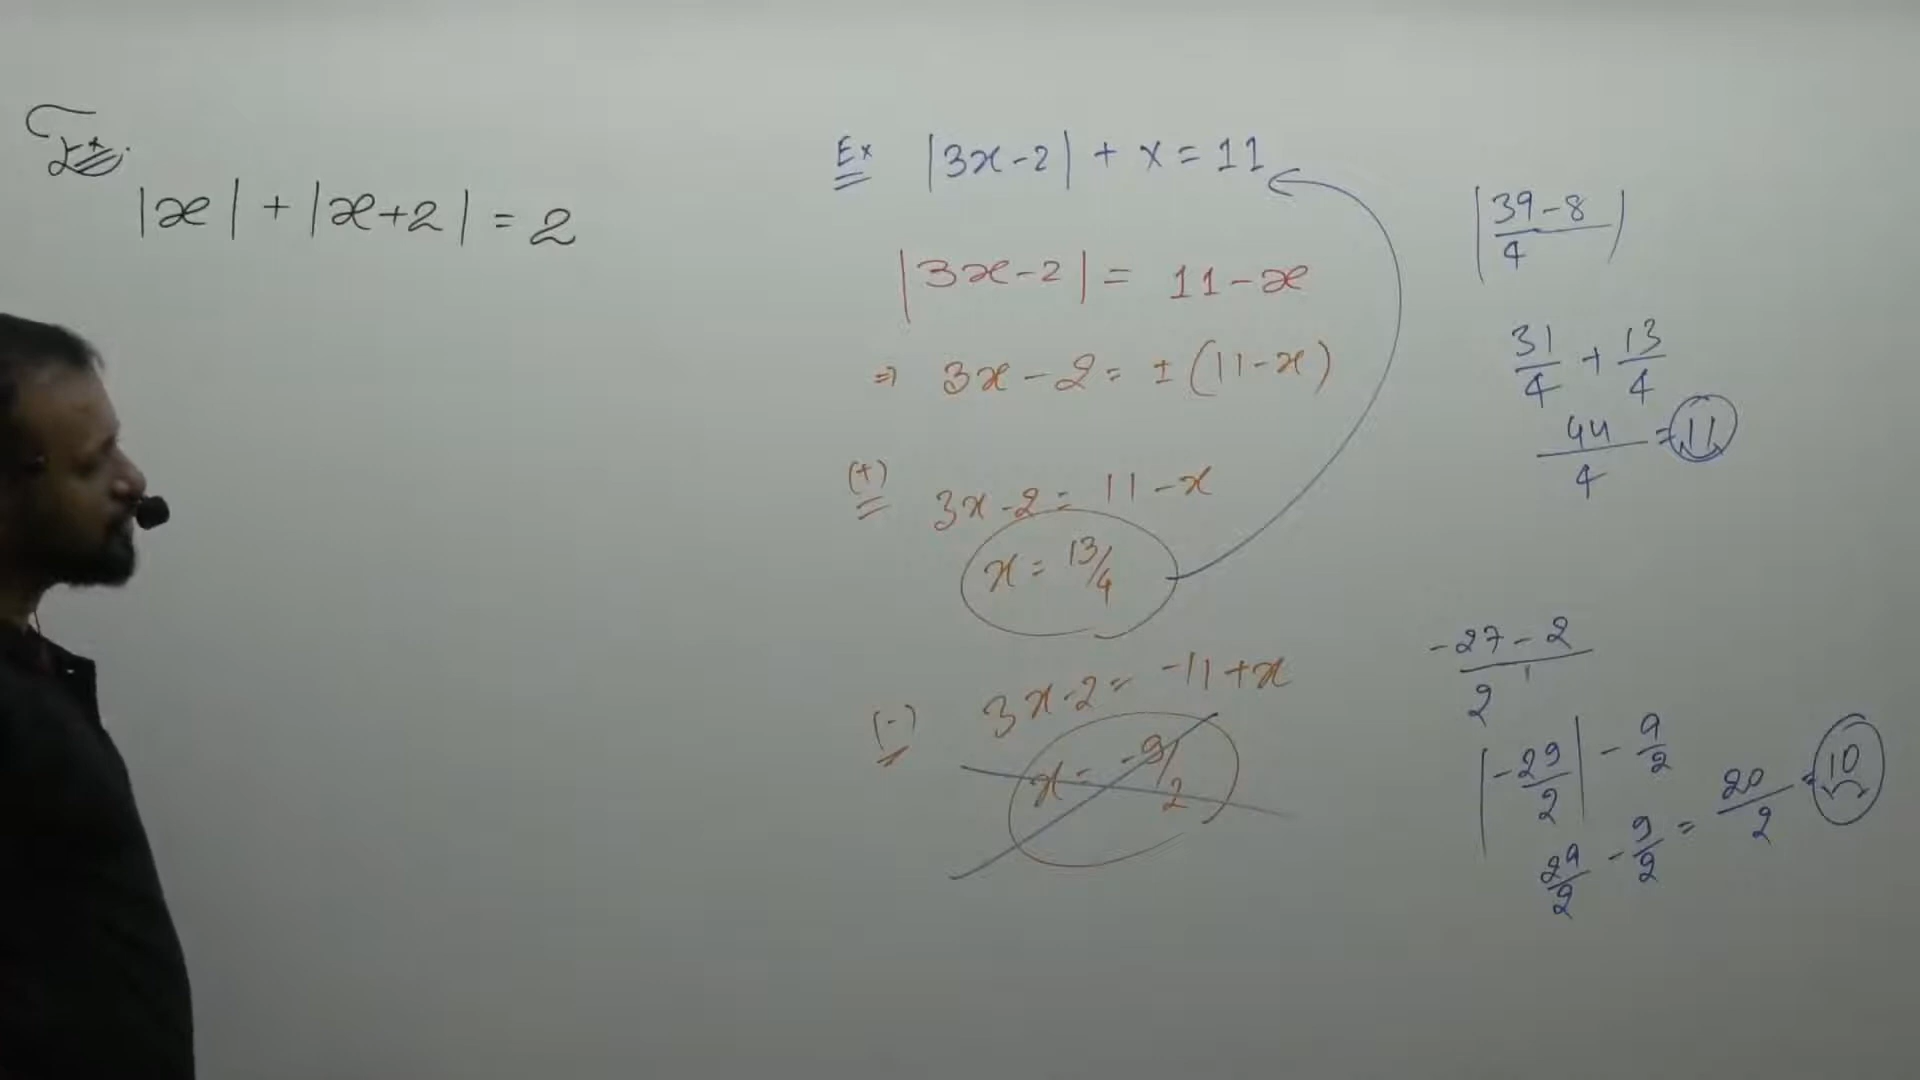 Ex.
|x| + |x+2| = 2
Ex |3x-2| + x = 11
|3x-2| = 11-x
⇒ 3x-2 = ±(11-x)
(+) 3x-2 = 11-x
x = 13/4
(-) 3x-2 = -11+x
x = -9/2
|39-8/4|
31/4 + 13/4
44/4 = 11
-27-2/2 1
|-29/2| - 9/2
29/2 - 9/2 = 20/2 = 10